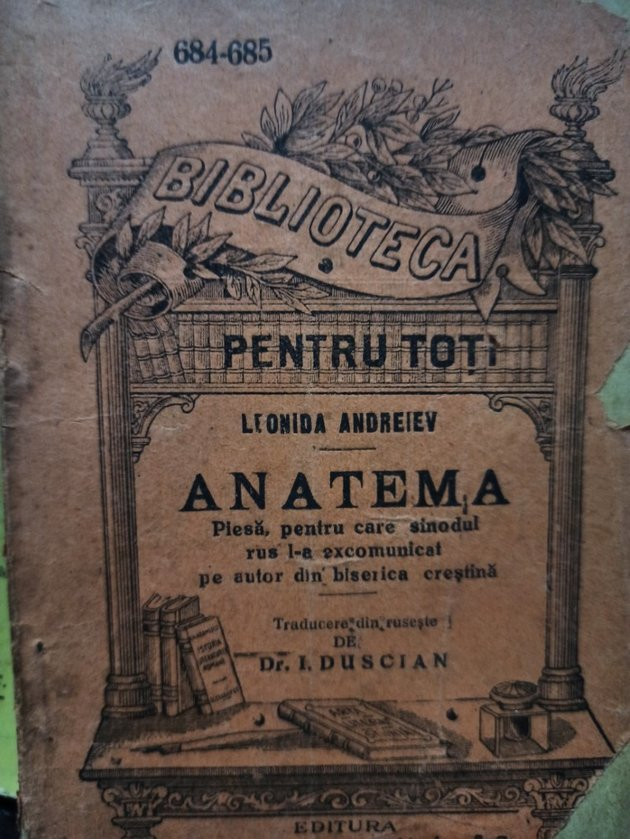 684-685
BIBLIOTECA
PENTRU TOȚI
LEONIDA ANDREIEV
ANATEMA
Piesă, pentru care sinodul
rus l-a excomunicat
pe autor din biserica creștină
Traducere din rusește
DE
Dr. I. DUSCIAN
ISTORIA
EDITURA